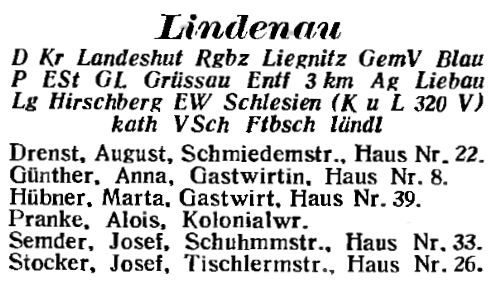 Lindenau
D Kr Landeshut Rgbz Liegnitz GemV Blau
P ESt GL Grüssau Entf 3 km Ag Liebau
Lg Hirschberg EW Schlesien (K u L 320 V)
kath VSch Ftbsch ländl
Drenst, August, Schmiedemstr., Haus Nr. 22.
Günther, Anna, Gastwirtin, Haus Nr. 8.
Hübner, Marta, Gastwirt, Haus Nr. 39.
Pranke, Alois, Kolonialwr.
Semder, Josef, Schuhmmstr., Haus Nr. 33.
Stocker, Josef, Tischlermstr., Haus Nr. 26.